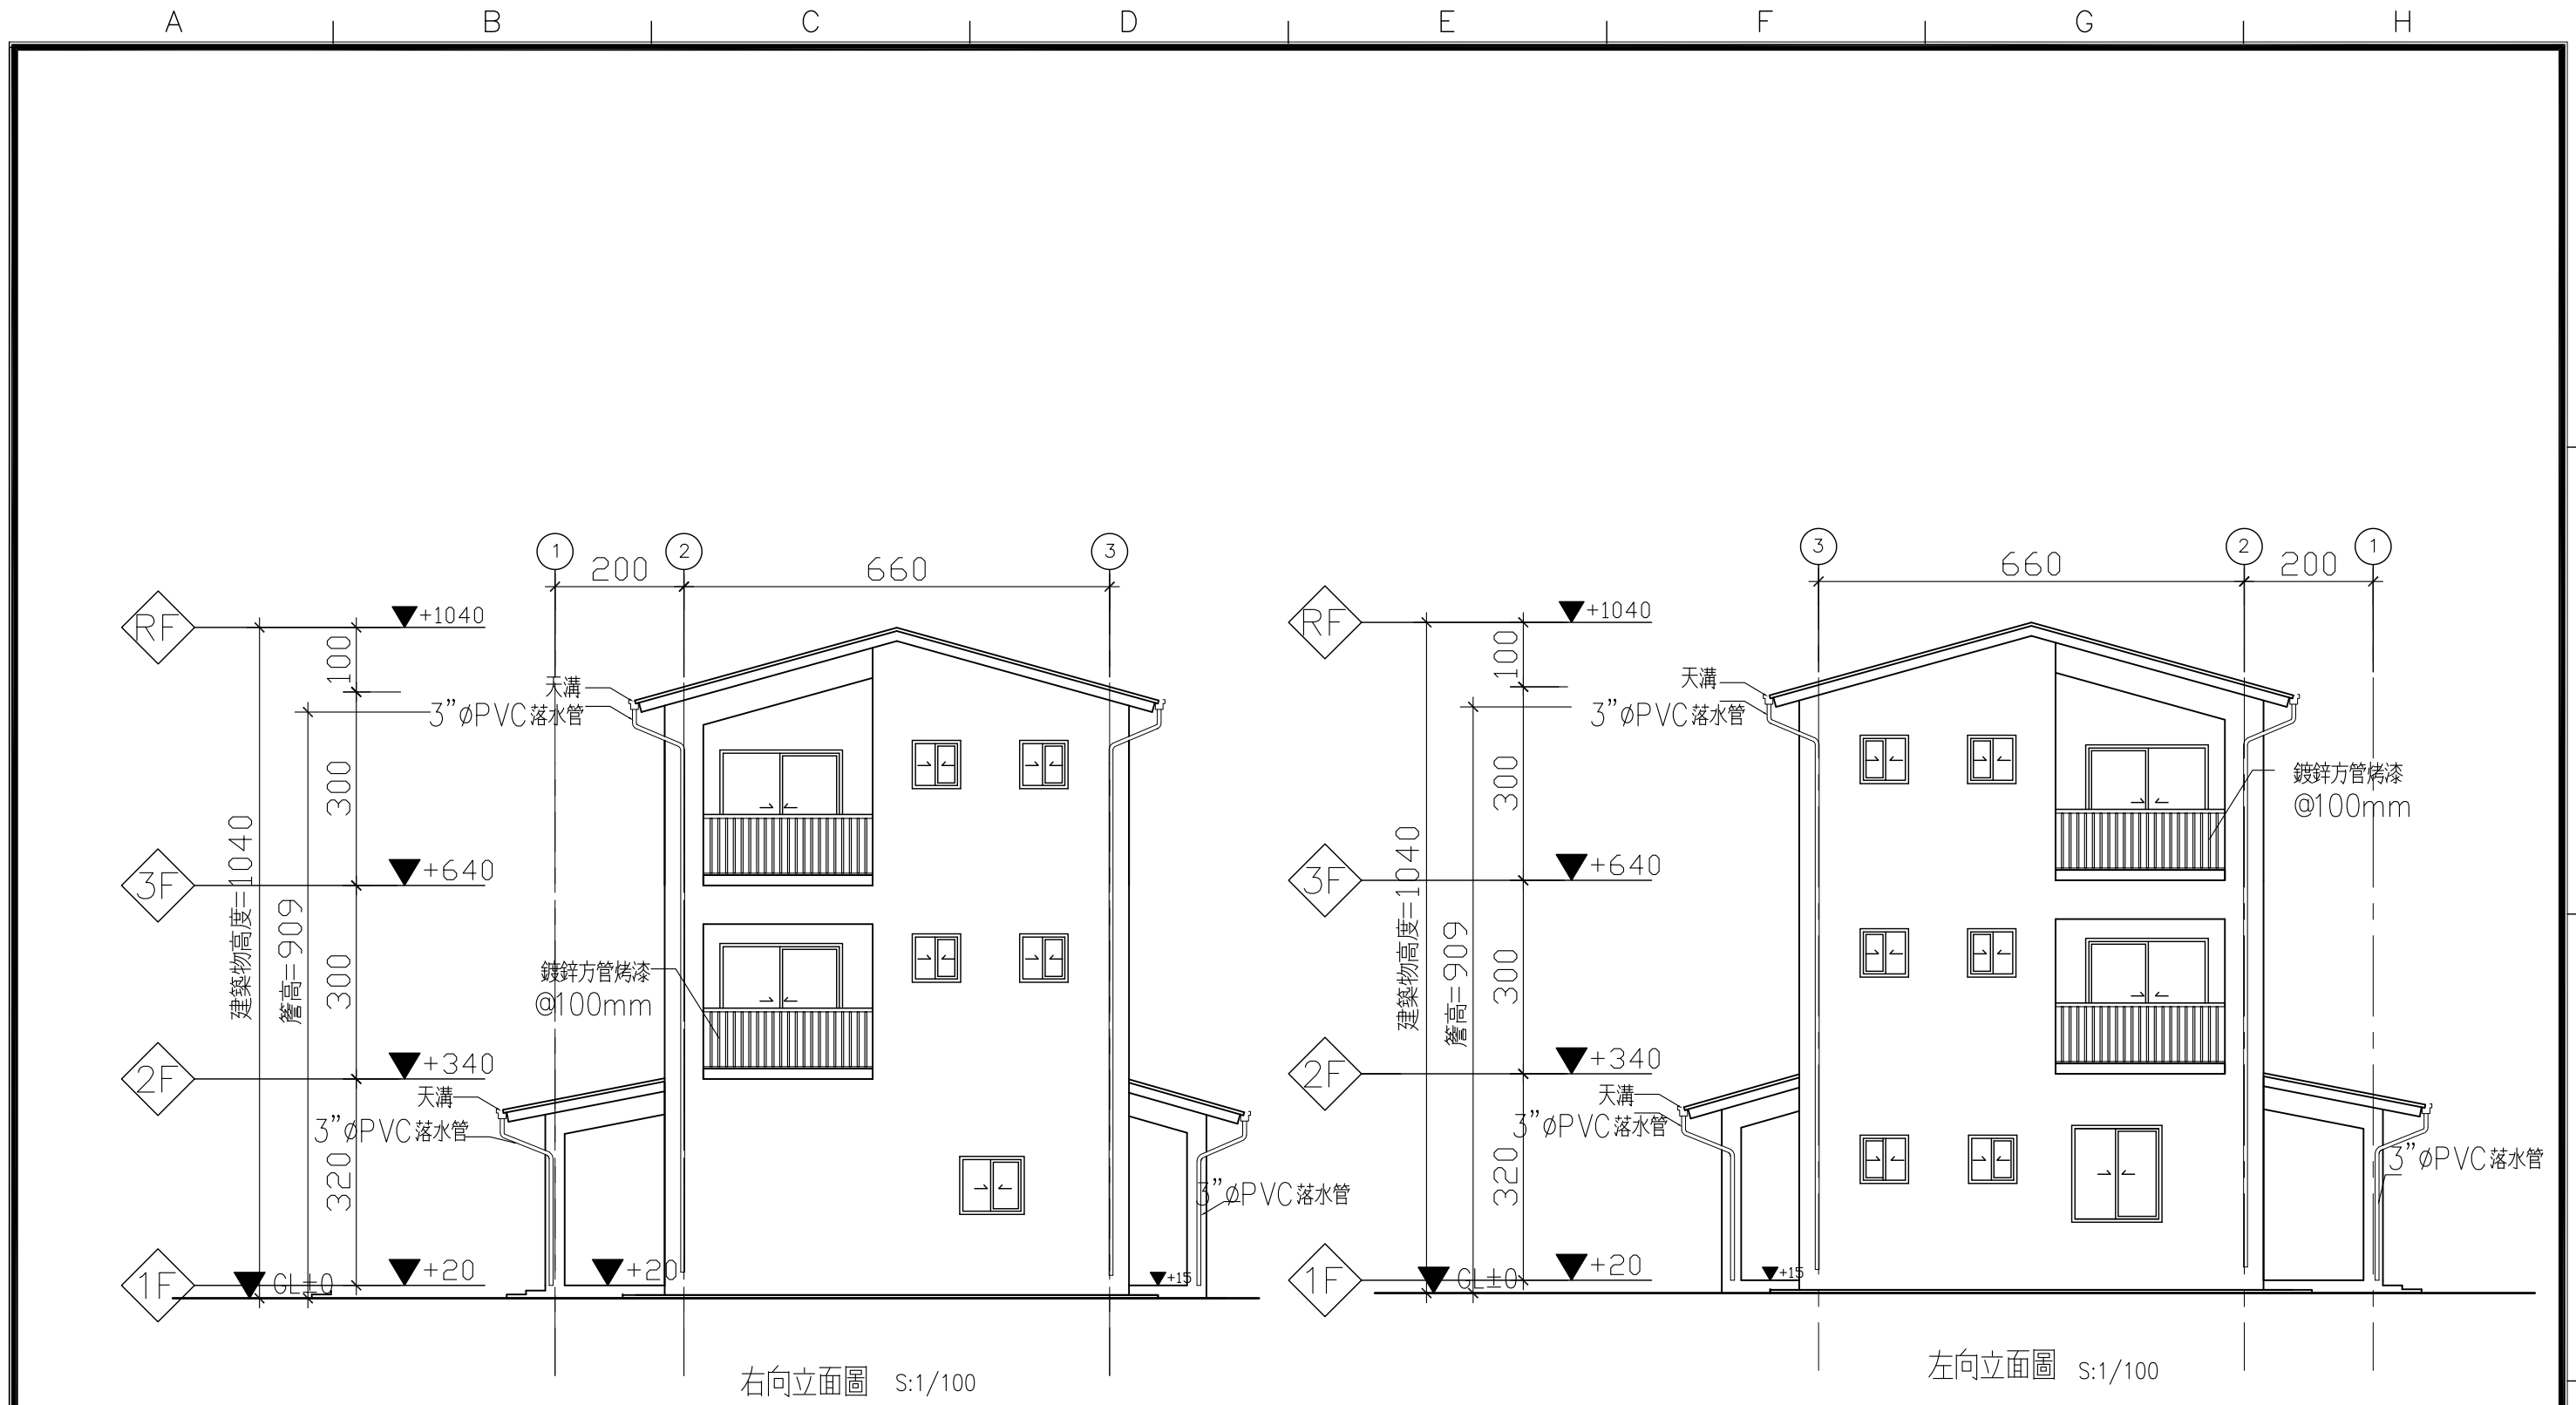 A B C D E F G H
1 2 3
200 660
RF
+1040
100
天溝
3"øPVC落水管
300
3F
+640
建築物高度=1040
簷高=909
300
鍍鋅方管烤漆
@100mm
2F
+340
天溝
3"øPVC落水管
320
3"øPVC落水管
1F
GL±0
+20
+20
+15
右向立面圖 S:1/100
3 2 1
660 200
RF
+1040
100
天溝
3"øPVC落水管
300
鍍鋅方管烤漆
@100mm
3F
+640
建築物高度=1040
簷高=909
300
2F
+340
天溝
3"øPVC落水管
320
3"øPVC落水管
1F
GL±0
+20
+15
左向立面圖 S:1/100